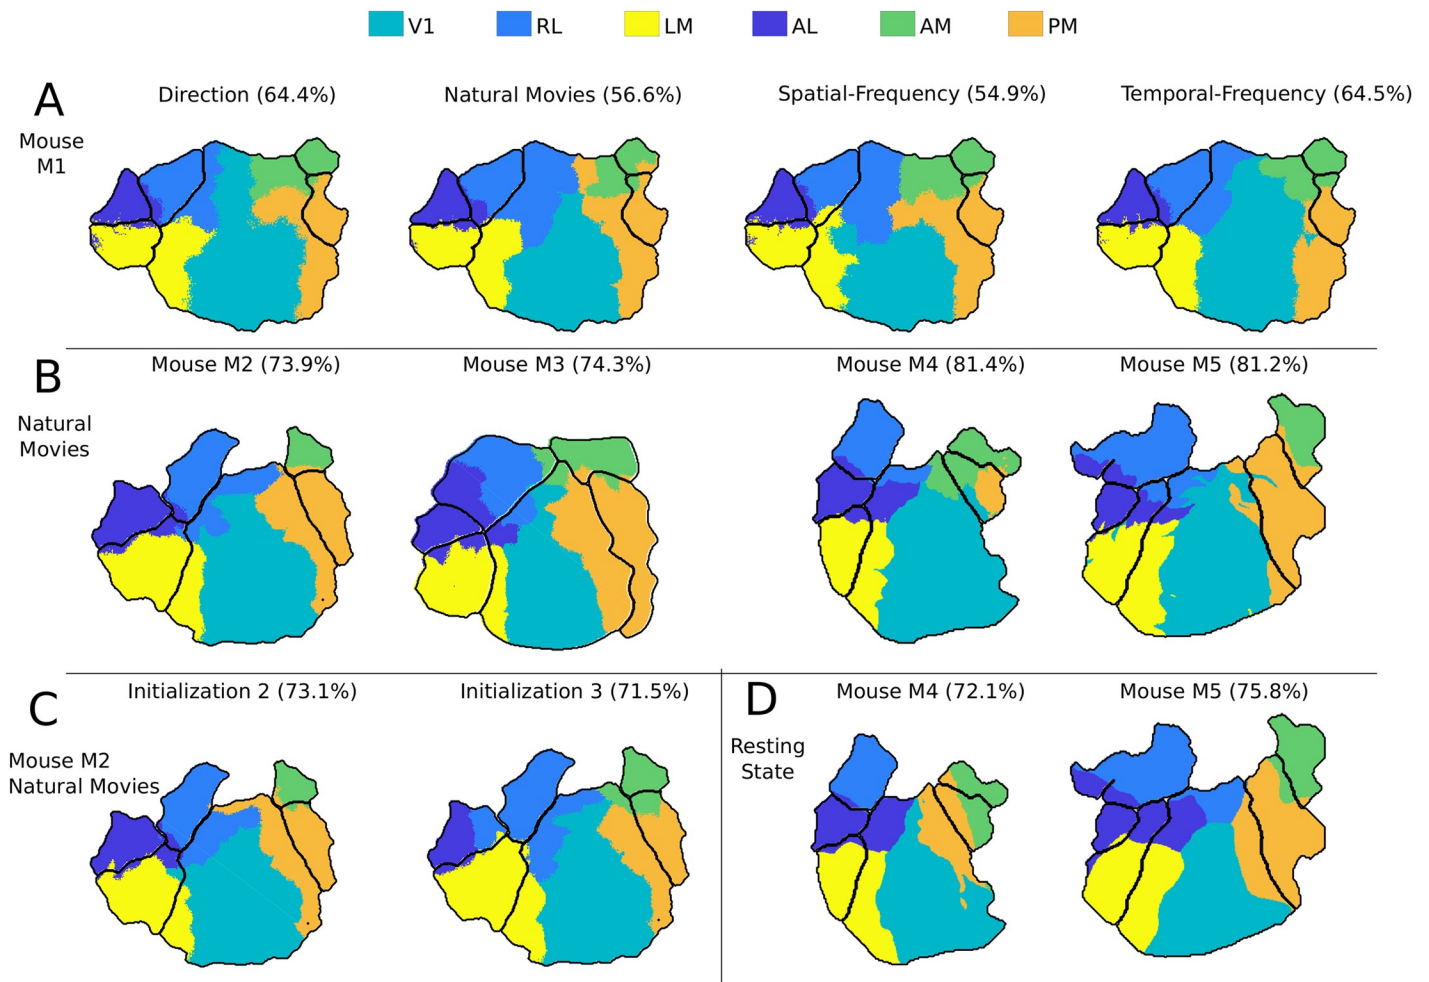 V1 RL LM AL AM PM
A
Direction (64.4%) Natural Movies (56.6%) Spatial-Frequency (54.9%) Temporal-Frequency (64.5%)
Mouse
M1
B
Mouse M2 (73.9%) Mouse M3 (74.3%) Mouse M4 (81.4%) Mouse M5 (81.2%)
Natural
Movies
C
Initialization 2 (73.1%) Initialization 3 (71.5%)
Mouse M2
Natural Movies
D
Mouse M4 (72.1%) Mouse M5 (75.8%)
Resting
State